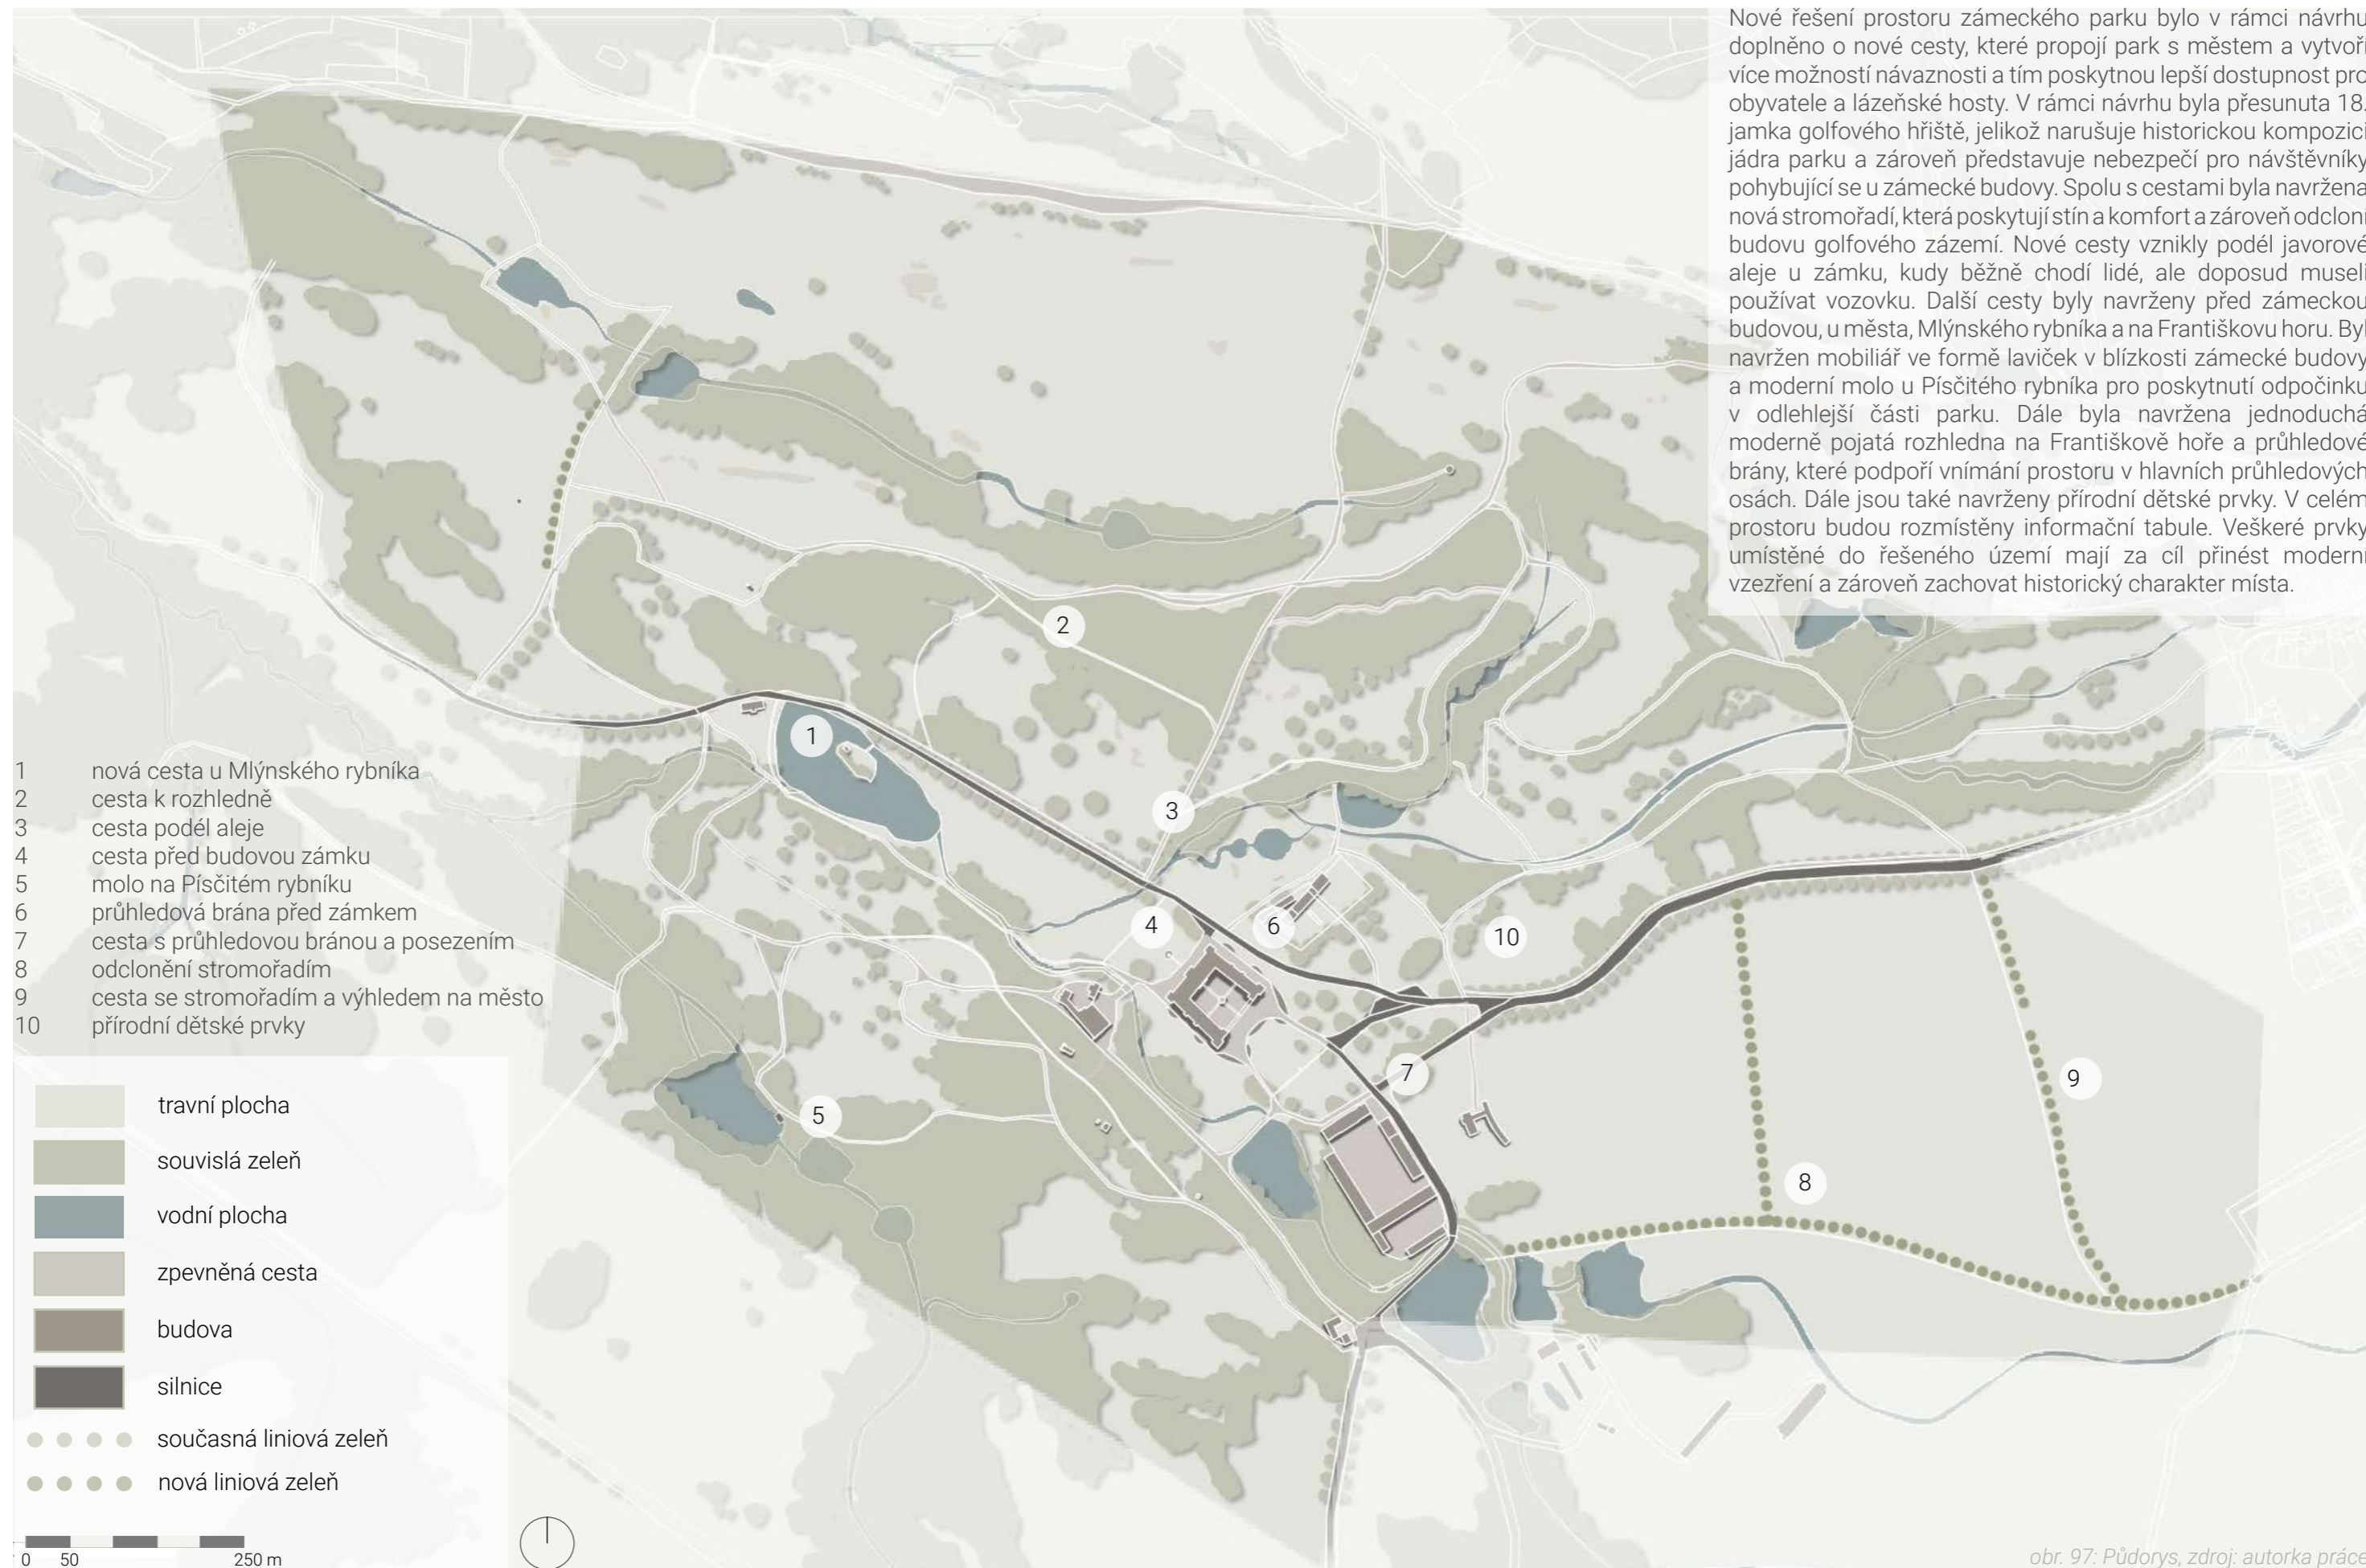 Nové řešení prostoru zámeckého parku bylo v rámci návrhu
doplněno o nové cesty, které propojí park s městem a vytvoří
více možností návaznosti a tím poskytnou lepší dostupnost pro
obyvatele a lázeňské hosty. V rámci návrhu byla přesunuta 18.
jamka golfového hřiště, jelikož narušuje historickou kompozici
jádra parku a zároveň představuje nebezpečí pro návštěvníky
pohybující se u zámecké budovy. Spolu s cestami byla navržena
nová stromořadí, která poskytují stín a komfort a zároveň odcloní
budovu golfového zázemí. Nové cesty vznikly podél javorové
aleje u zámku, kudy běžně chodí lidé, ale doposud museli
používat vozovku. Další cesty byly navrženy před zámeckou
budovou, u města, Mlýnského rybníka a na Františkovu horu. Byl
navržen mobiliář ve formě laviček v blízkosti zámecké budovy
a moderní molo u Písčitého rybníka pro poskytnutí odpočinku
v odlehlejší části parku. Dále byla navržena jednoduchá
moderně pojatá rozhledna na Františkově hoře a průhledové
brány, které podpoří vnímání prostoru v hlavních průhledových
osách. Dále jsou také navrženy přírodní dětské prvky. V celém
prostoru budou rozmístěny informační tabule. Veškeré prvky
umístěné do řešeného území mají za cíl přinést moderní
vzezření a zároveň zachovat historický charakter místa.
2
1
3
4
6
10
7
5
9
8
1 nová cesta u Mlýnského rybníka
2 cesta k rozhledně
3 cesta podél aleje
4 cesta před budovou zámku
5 molo na Písčitém rybníku
6 průhledová brána před zámkem
7 cesta s průhledovou bránou a posezením
8 odclonění stromořadím
9 cesta se stromořadím a výhledem na město
10 přírodní dětské prvky
travní plocha
souvislá zeleň
vodní plocha
zpevněná cesta
budova
silnice
současná liniová zeleň
nová liniová zeleň
0 50 250 m
obr. 97: Půdorys, zdroj: autorka práce